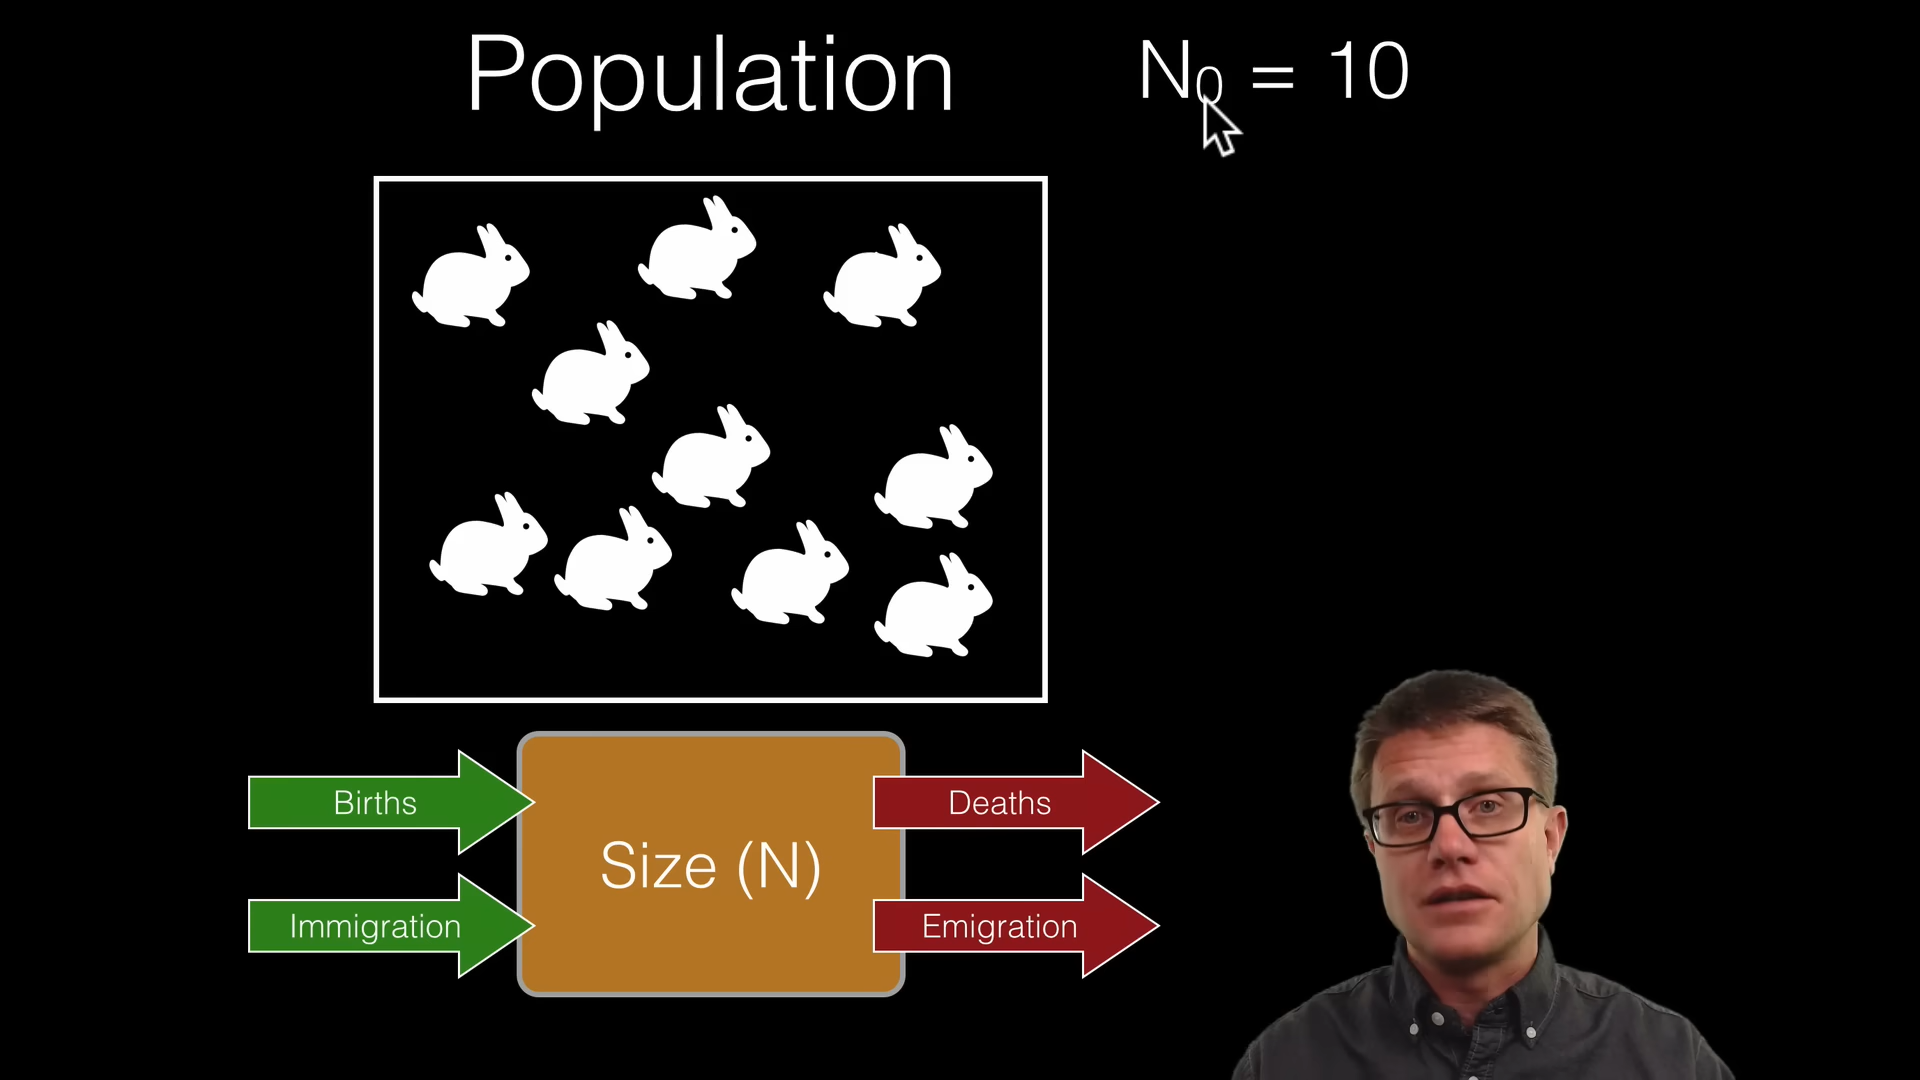 Population
N₀ = 10
Births
Deaths
Size (N)
Immigration
Emigration